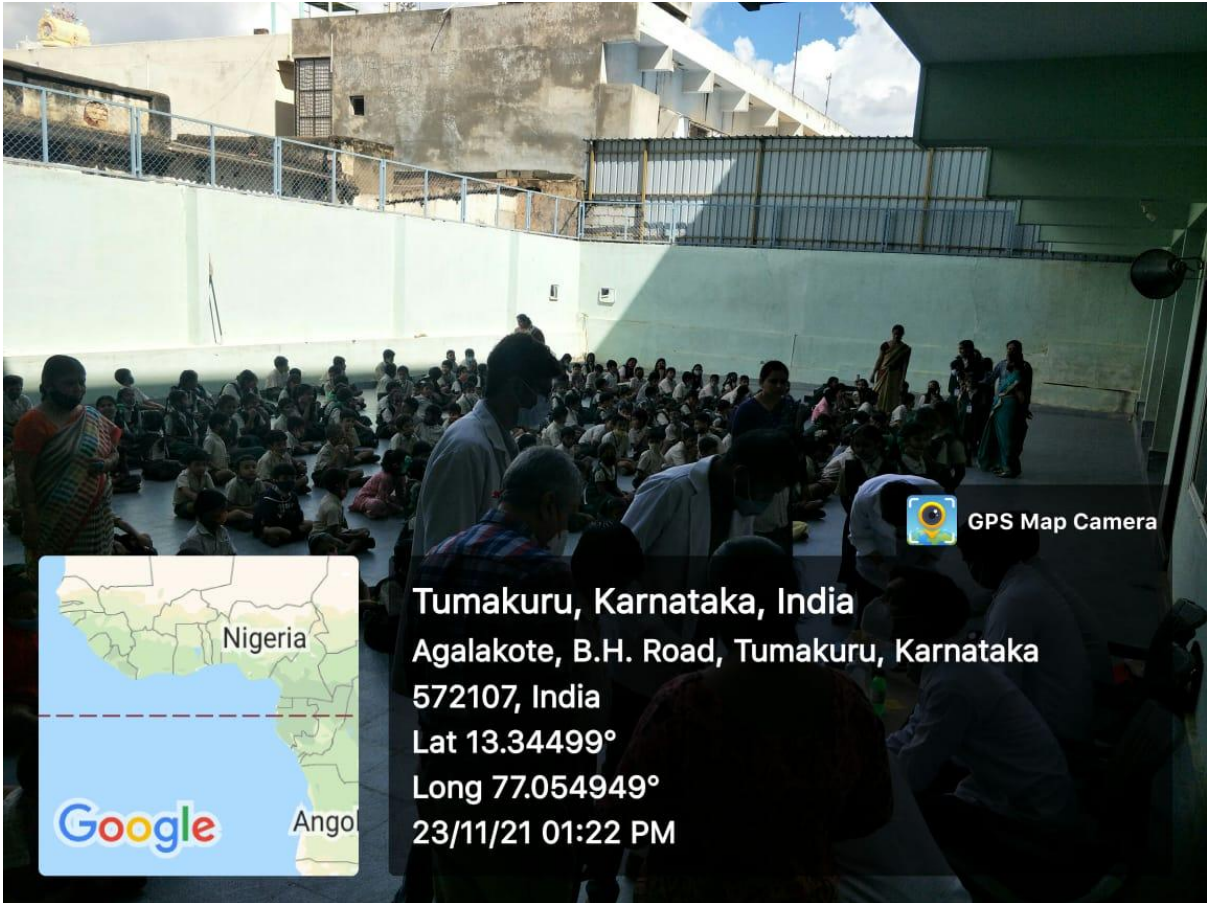 GPS Map Camera
Nigeria
Angol
Google
Tumakuru, Karnataka, India
Agalakote, B.H. Road, Tumakuru, Karnataka
572107, India
Lat 13.34499°
Long 77.054949°
23/11/21 01:22 PM